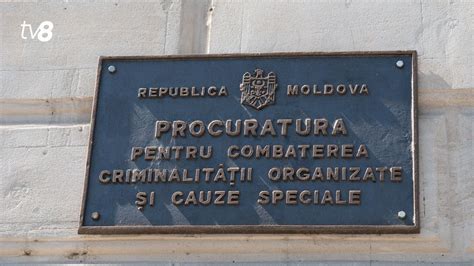 tv8
REPUBLICA MOLDOVA
PROCURATURA
PENTRU COMBATEREA
CRIMINALITĂȚII ORGANIZATE
ȘI CAUZE SPECIALE